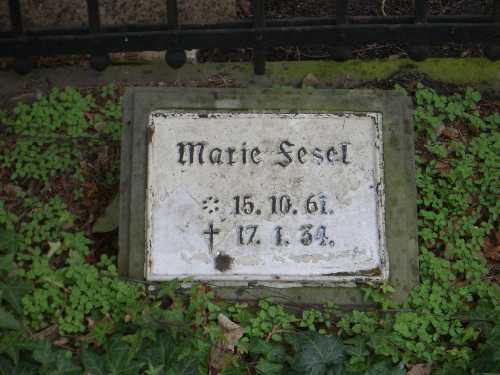 Marie Fesel
* 15. 10. 61.
† 17. 1. 34.